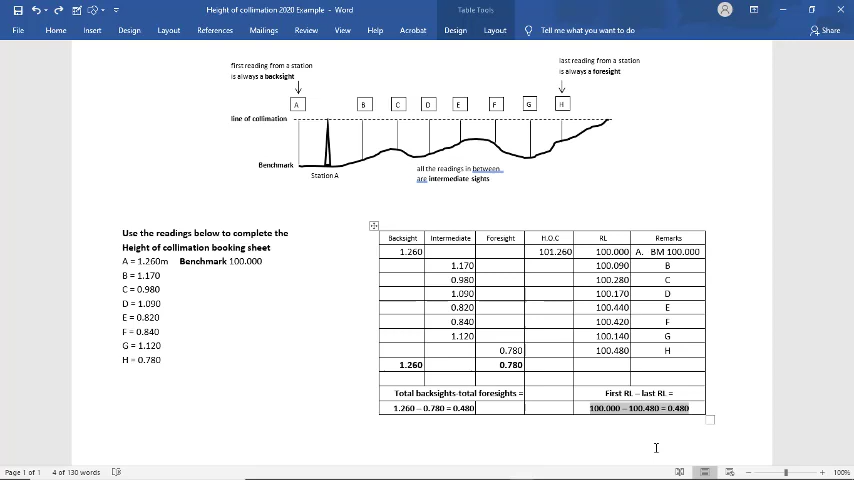 Height of collimation 2020 Example - Word
Table Tools
File Home Insert Design Layout References Mailings Review View Help Acrobat Design Layout Tell me what you want to do Share
first reading from a station
is always a backsight
last reading from a station
is always a foresight
A B C D E F G H
line of collimation
Benchmark
Station A
all the readings in between
are intermediate sights
Use the readings below to complete the
Height of collimation booking sheet
A = 1.260m Benchmark 100.000
B = 1.170
C = 0.980
D = 1.090
E = 0.820
F = 0.840
G = 1.120
H = 0.780
Backsight Intermediate Foresight H.O.C RL Remarks
1.260 101.260 100.000 A. BM 100.000
1.170 100.090 B
0.980 100.280 C
1.090 100.170 D
0.820 100.440 E
0.840 100.420 F
1.120 100.140 G
0.780 100.480 H
1.260 0.780
Total backsights-total foresights = First RL – last RL =
1.260 – 0.780 = 0.480 100.000 – 100.480 = 0.480
Page 1 of 1 4 of 130 words 100%